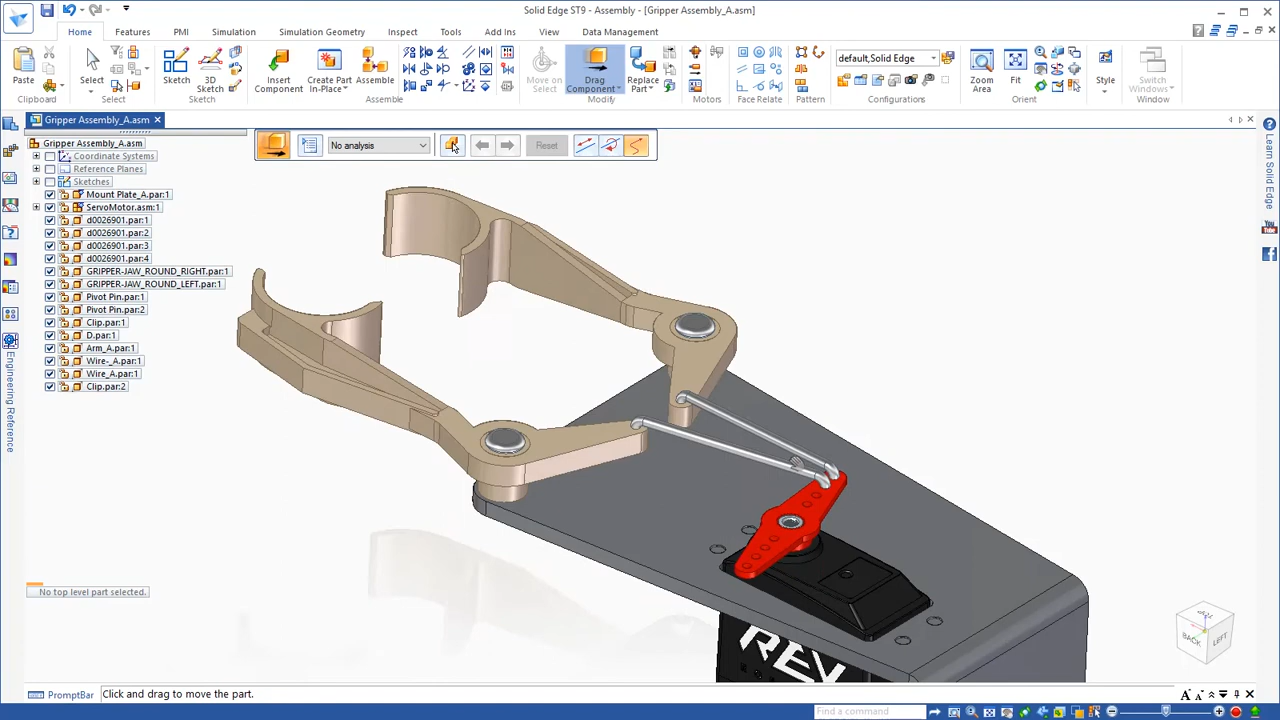 Solid Edge ST9 - Assembly - [Gripper Assembly_A.asm]
Home
Features
PMI
Simulation
Simulation Geometry
Inspect
Tools
Add Ins
View
Data Management
Paste
Select
Sketch
3D Sketch
Insert Component
Create Part In-Place
Assemble
Move on Select
Drag Component
Replace Part
default,Solid Edge
Zoom Area
Fit
Style
Switch Windows
Clipboard
Select
Sketch
Assemble
Modify
Motors
Face Relate
Pattern
Configurations
Orient
Window
Gripper Assembly_A.asm
Gripper Assembly_A.asm
Coordinate Systems
Reference Planes
Sketches
Mount Plate_A.par:1
ServoMotor.asm:1
d0026901.par:1
d0026901.par:2
d0026901.par:3
d0026901.par:4
GRIPPER-JAW_ROUND_RIGHT.par:1
GRIPPER-JAW_ROUND_LEFT.par:1
Pivot Pin.par:1
Pivot Pin.par:2
Clip.par:1
D.par:1
Arm_A.par:1
Wire-_A.par:1
Wire_A.par:1
Clip.par:2
No analysis
Reset
Engineering Reference
Learn Solid Edge
You Tube
No top level part selected.
REV
TOP
BACK
LEFT
PromptBar
Click and drag to move the part.
Find a command